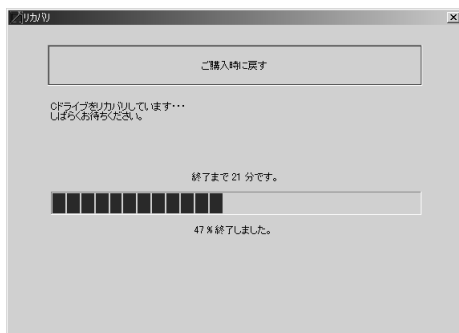 リカバリ
ご購入時に戻す
Cドライブをリカバリしています・・・
しばらくお待ちください。
終了まで 21 分です。
47 % 終了しました。